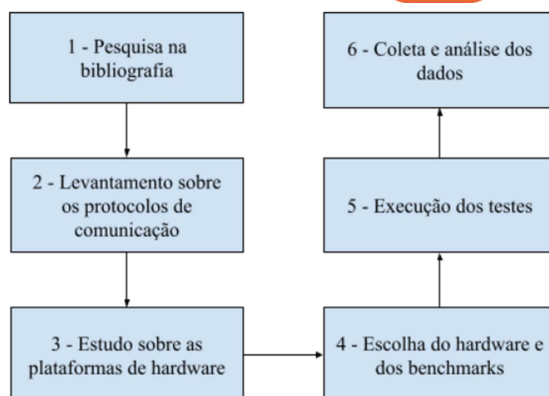 1 - Pesquisa na
bibliografia
2 - Levantamento sobre
os protocolos de
comunicação
3 - Estudo sobre as
plataformas de hardware
4 - Escolha do hardware e
dos benchmarks
5 - Execução dos testes
6 - Coleta e análise dos
dados